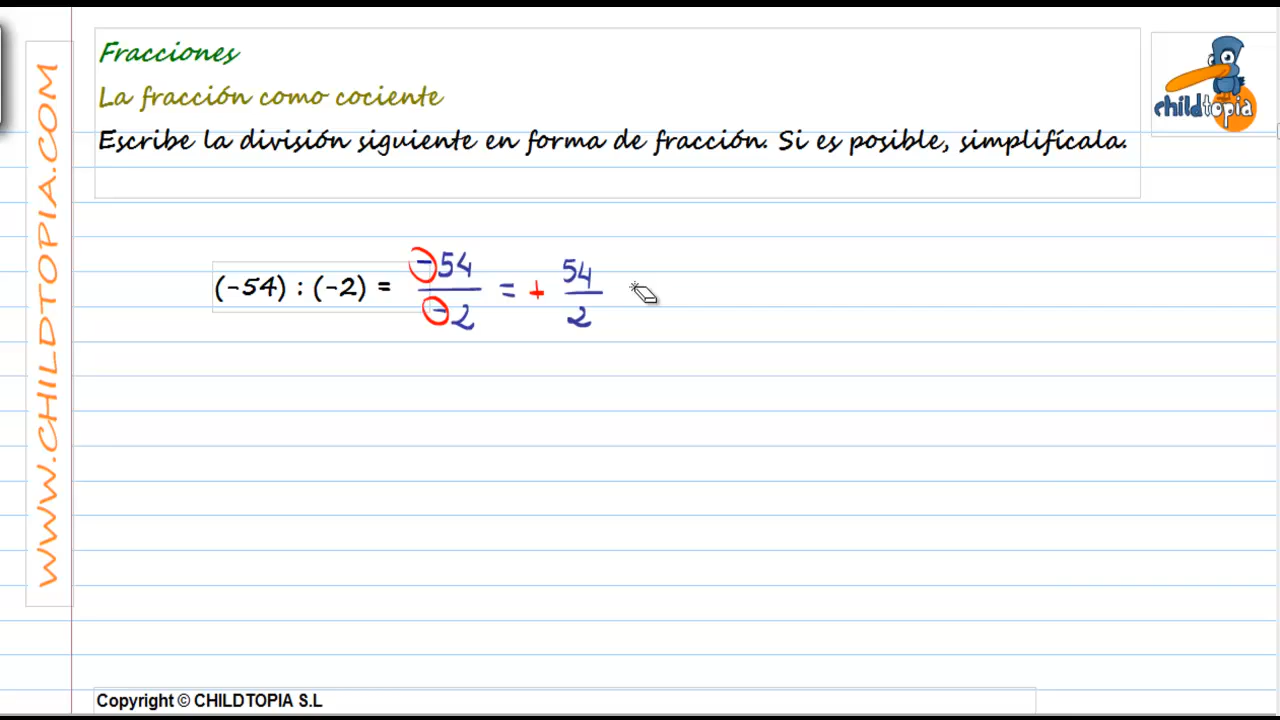 Fracciones
La fracción como cociente
Escribe la división siguiente en forma de fracción. Si es posible, simplifícala.
childtopia
WWW.CHILDTOPIA.COM
(-54) : (-2) = -54/-2 = + 54/2
Copyright © CHILDTOPIA S.L